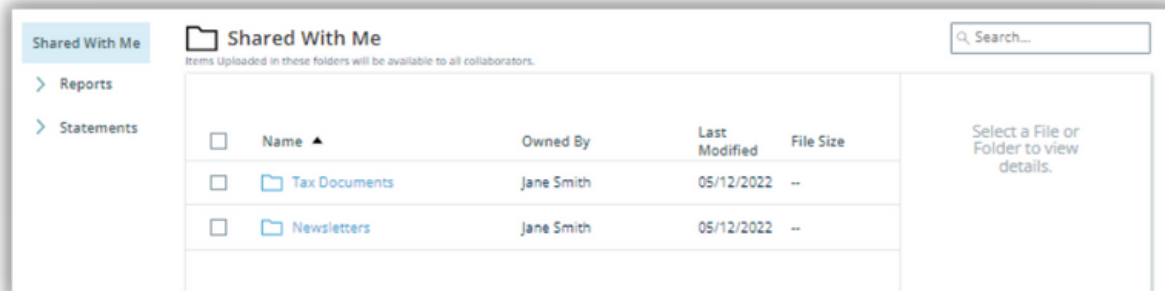 Shared With Me
Reports
Statements
Shared With Me
Items Uploaded in these folders will be available to all collaborators.
Search...
Name ▲ Owned By Last Modified File Size
Tax Documents Jane Smith 05/12/2022 --
Newsletters Jane Smith 05/12/2022 --
Select a File or
Folder to view
details.